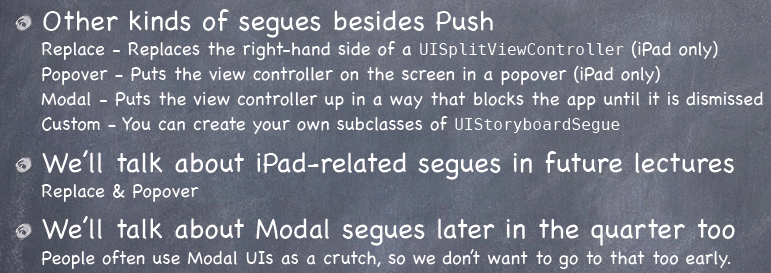 Other kinds of segues besides Push
Replace - Replaces the right-hand side of a UISplitViewController (iPad only)
Popover - Puts the view controller on the screen in a popover (iPad only)
Modal - Puts the view controller up in a way that blocks the app until it is dismissed
Custom - You can create your own subclasses of UIStoryboardSegue
We'll talk about iPad-related segues in future lectures
Replace & Popover
We'll talk about Modal segues later in the quarter too
People often use Modal UIs as a crutch, so we don't want to go to that too early.